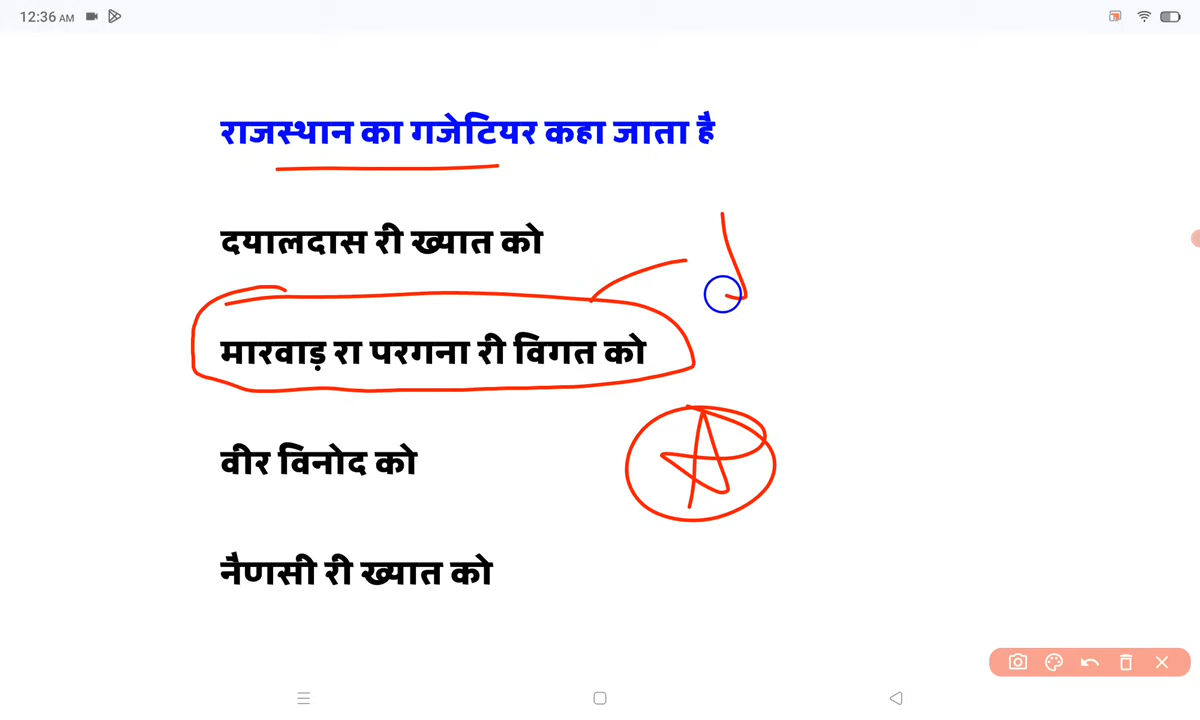 12:36 AM
राजस्थान का गजेटियर कहा जाता है
दयालदास री ख्यात को
मारवाड़ रा परगना री विगत को
वीर विनोद को
नैणसी री ख्यात को